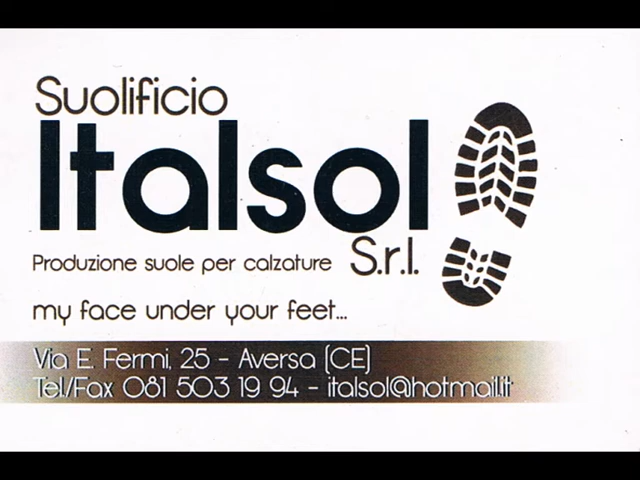 Suolificio
Italsol
S.r.l.
Produzione suole per calzature
my face under your feet...
Via E. Fermi, 25 - Aversa (CE)
Tel./Fax 081 503 19 94 - italsol@hotmail.it